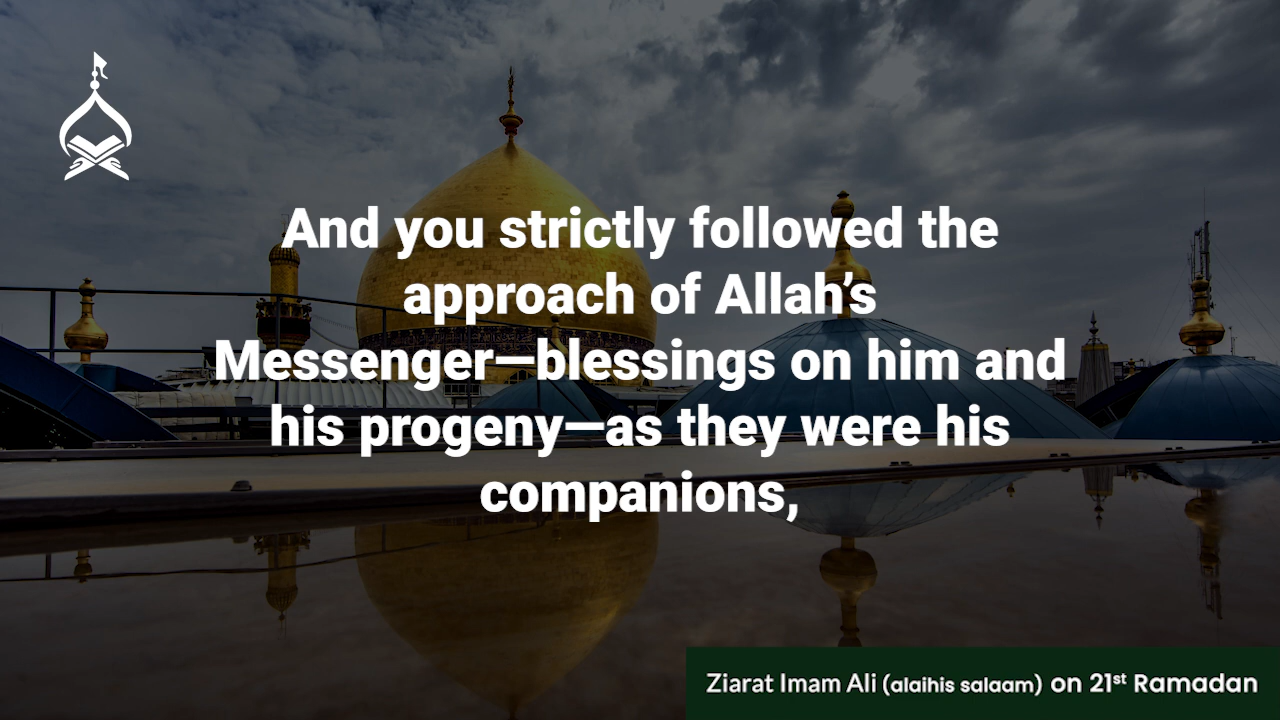 And you strictly followed the
approach of Allah’s
Messenger—blessings on him and
his progeny—as they were his
companions,
Ziarat Imam Ali (alaihis salaam) on 21st Ramadan